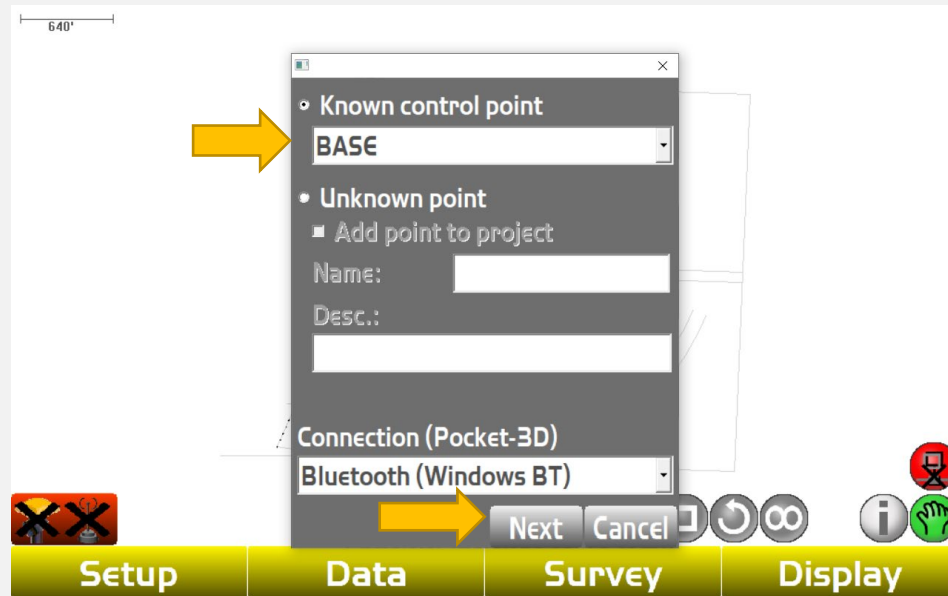 640'
Known control point
BASE
Unknown point
Add point to project
Name:
Desc.:
Connection (Pocket-3D)
Bluetooth (Windows BT)
Next Cancel
Setup Data Survey Display